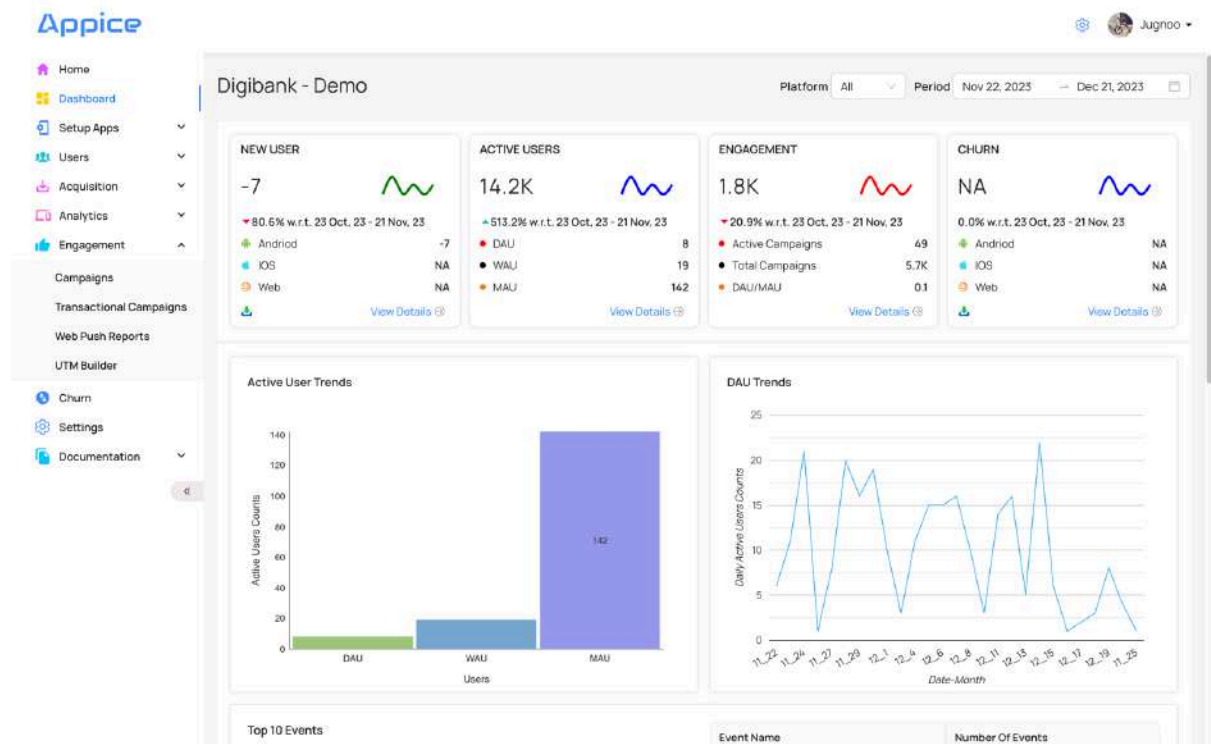 Appice
Jugnoo
Home
Dashboard
Setup Apps
Users
Acquisition
Analytics
Engagement
Campaigns
Transactional Campaigns
Web Push Reports
UTM Builder
Churn
Settings
Documentation
Digibank - Demo
Platform All Period Nov 22, 2023 → Dec 21, 2023
NEW USER
-7
80.6% w.r.t. 23 Oct, 23 - 21 Nov, 23
Andriod -7
IOS NA
Web NA
View Details
ACTIVE USERS
14.2K
513.2% w.r.t. 23 Oct, 23 - 21 Nov, 23
DAU 8
WAU 19
MAU 142
View Details
ENGAGEMENT
1.8K
20.9% w.r.t. 23 Oct, 23 - 21 Nov, 23
Active Campaigns 49
Total Campaigns 5.7K
DAU/MAU 0.1
View Details
CHURN
NA
0.0% w.r.t. 23 Oct, 23 - 21 Nov, 23
Andriod NA
IOS NA
Web NA
View Details
Active User Trends
Active Users Counts
140
120
100
80
60
40
20
0
142
DAU WAU MAU
Users
DAU Trends
Daily Active Users Counts
25
20
15
10
5
0
11_22 11_24 11_27 11_29 12_1 12_4 12_6 12_8 12_11 12_13 12_15 12_17 12_19 11_25
Date-Month
Top 10 Events
Event Name Number Of Events